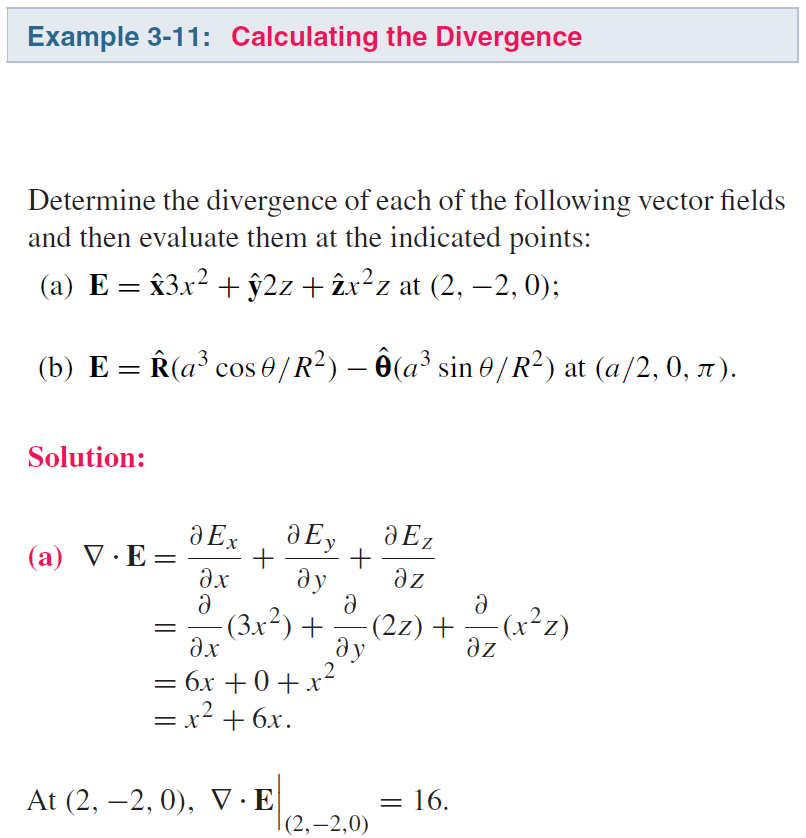 Example 3-11: Calculating the Divergence
Determine the divergence of each of the following vector fields
and then evaluate them at the indicated points:
(a) E = x̂3x² + ŷ2z + ẑx²z at (2, −2, 0);
(b) E = R̂(a³ cos θ/R²) − θ̂(a³ sin θ/R²) at (a/2, 0, π).
Solution:
(a) ∇ · E = ∂Ex/∂x + ∂Ey/∂y + ∂Ez/∂z
= ∂/∂x (3x²) + ∂/∂y (2z) + ∂/∂z (x²z)
= 6x + 0 + x²
= x² + 6x.
At (2, −2, 0), ∇ · E|(2,−2,0) = 16.